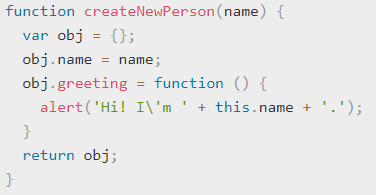 function createNewPerson(name) {
  var obj = {};
  obj.name = name;
  obj.greeting = function () {
    alert('Hi! I\'m ' + this.name + '.');
  }
  return obj;
}